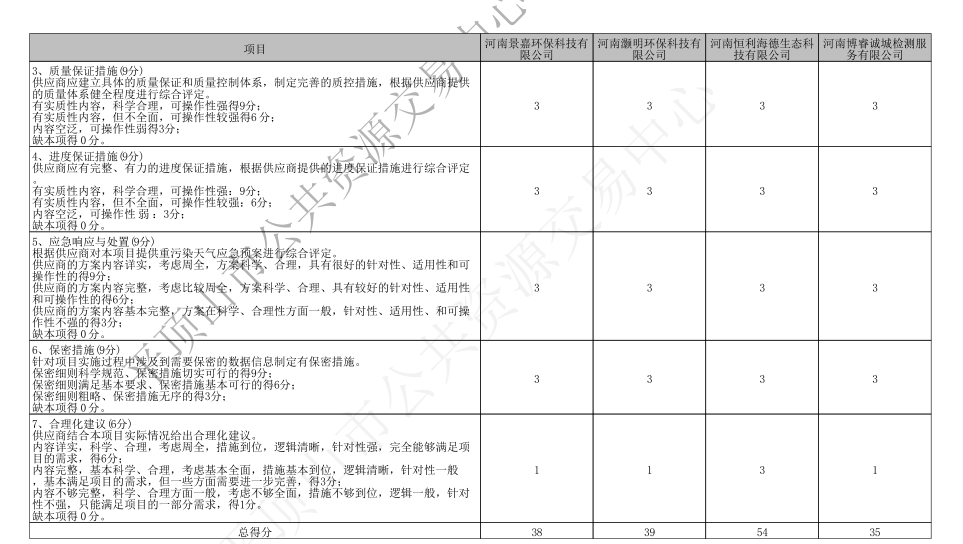 项目
河南景嘉环保科技有
限公司
河南灏明环保科技有
限公司
河南恒利海德生态科
技有限公司
河南博睿诚城检测服
务有限公司
3、质量保证措施(9分)
供应商应建立具体的质量保证和质量控制体系，制定完善的质控措施，根据供应商提供
的质量体系健全程度进行综合评定。
有实质性内容，科学合理，可操作性强得9分；
有实质性内容，但不全面，可操作性较强得6 分；
内容空泛，可操作性弱得3分；
缺本项得 0 分。
3
3
3
3
4、进度保证措施(9分)
供应商应有完整、有力的进度保证措施，根据供应商提供的进度保证措施进行综合评定
。
有实质性内容，科学合理，可操作性强：9分；
有实质性内容，但不全面，可操作性较强：6分；
内容空泛，可操作性 弱 ：3分；
缺本项得 0 分。
3
3
3
3
5、应急响应与处置(9分)
根据供应商对本项目提供重污染天气应急预案进行综合评定。
供应商的方案内容详实，考虑周全，方案科学、合理，具有很好的针对性、适用性和可
操作性的得9分；
供应商的方案内容完整，考虑比较周全，方案科学、合理、具有较好的针对性、适用性
和可操作性的得6分；
供应商的方案内容基本完整，方案在科学、合理性方面一般，针对性、适用性、和可操
作性不强的得3分；
缺本项得 0 分。
3
3
3
3
6、保密措施(9分)
针对项目实施过程中涉及到需要保密的数据信息制定有保密措施。
保密细则科学规范、保密措施切实可行的得9分；
保密细则满足基本要求、保密措施基本可行的得6分；
保密细则粗略、保密措施无序的得3分；
缺本项得 0 分。
3
3
3
3
7、合理化建议(6分)
供应商结合本项目实际情况给出合理化建议。
内容详实，科学、合理，考虑周全，措施到位，逻辑清晰，针对性强，完全能够满足项
目的需求，得6分；
内容完整，基本科学、合理，考虑基本全面，措施基本到位，逻辑清晰，针对性一般
，基本满足项目的需求，但一些方面需要进一步完善，得3分；
内容不够完整，科学、合理方面一般，考虑不够全面，措施不够到位，逻辑一般，针对
性不强，只能满足项目的一部分需求，得1分。
缺本项得 0 分。
1
1
3
1
总得分
38
39
54
35
平顶山市公共资源交易中心
平顶山市公共资源交易中心